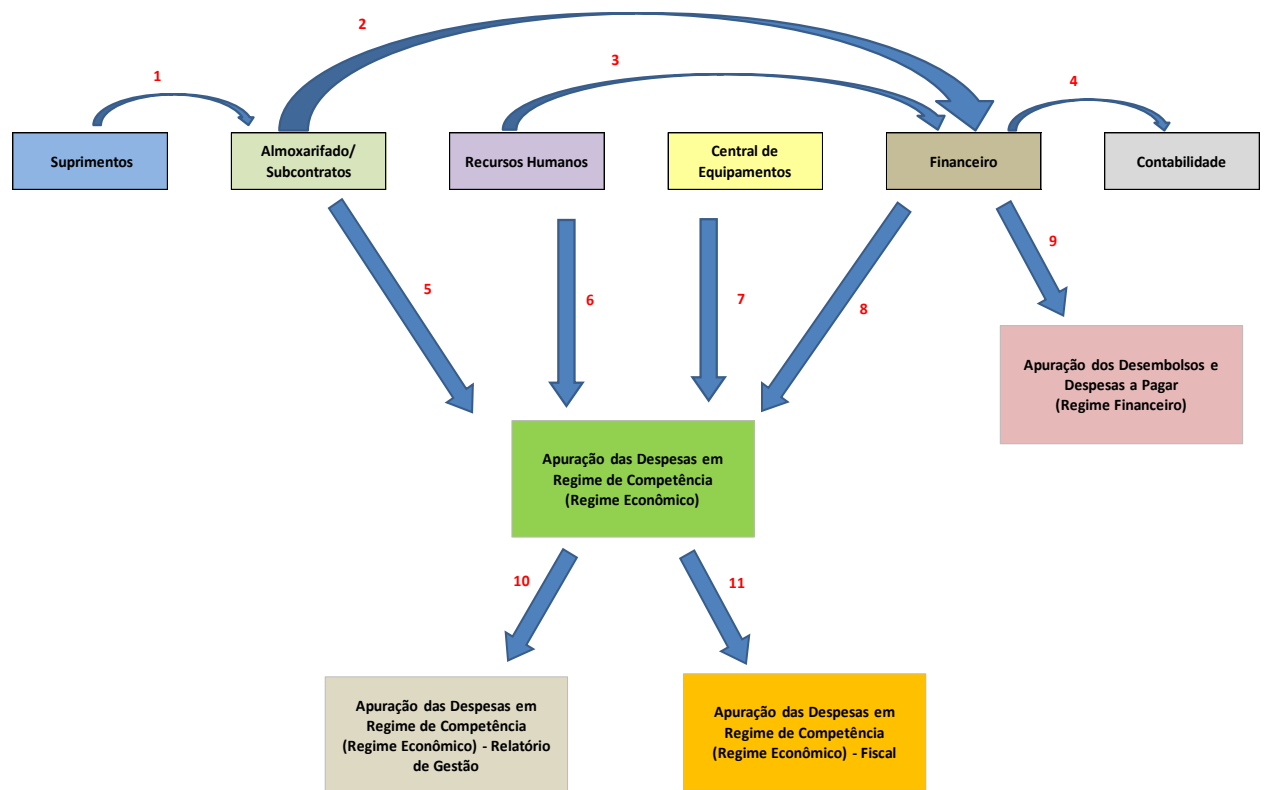 2
1
3
4
Suprimentos
Almoxarifado/
Subcontratos
Recursos Humanos
Central de
Equipamentos
Financeiro
Contabilidade
5
6
7
8
9
Apuração dos Desembolsos e
Despesas a Pagar
(Regime Financeiro)
Apuração das Despesas em
Regime de Competência
(Regime Econômico)
10
11
Apuração das Despesas em
Regime de Competência
(Regime Econômico) - Relatório
de Gestão
Apuração das Despesas em
Regime de Competência
(Regime Econômico) - Fiscal